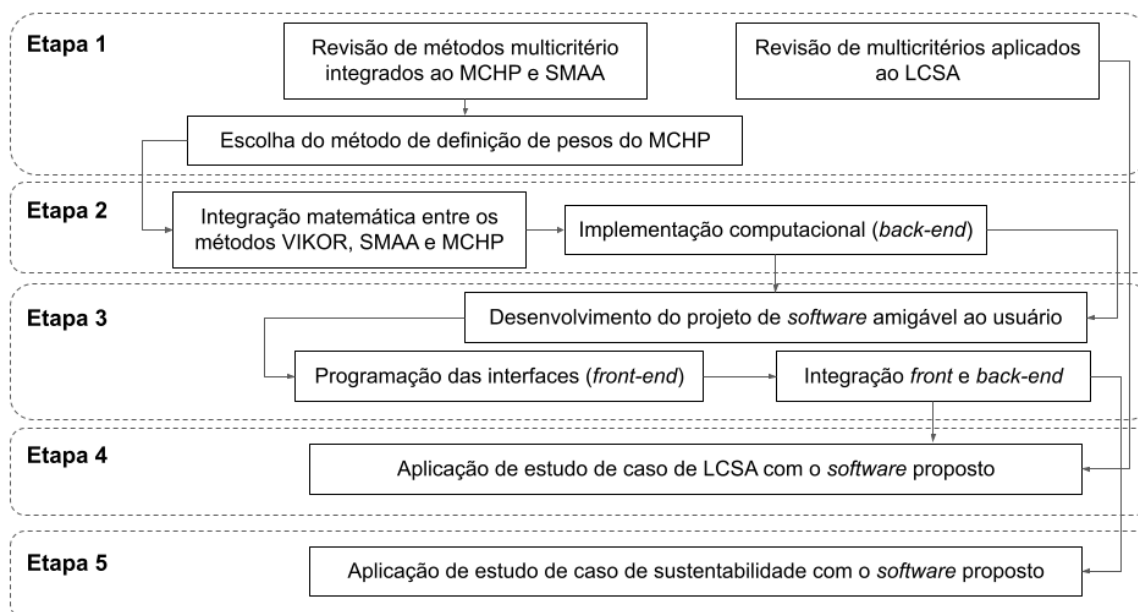 Etapa 1
Revisão de métodos multicritério
integrados ao MCHP e SMAA
Revisão de multicritérios aplicados
ao LCSA
Escolha do método de definição de pesos do MCHP
Etapa 2
Integração matemática entre os
métodos VIKOR, SMAA e MCHP
Implementação computacional (back-end)
Etapa 3
Desenvolvimento do projeto de software amigável ao usuário
Programação das interfaces (front-end)
Integração front e back-end
Etapa 4
Aplicação de estudo de caso de LCSA com o software proposto
Etapa 5
Aplicação de estudo de caso de sustentabilidade com o software proposto